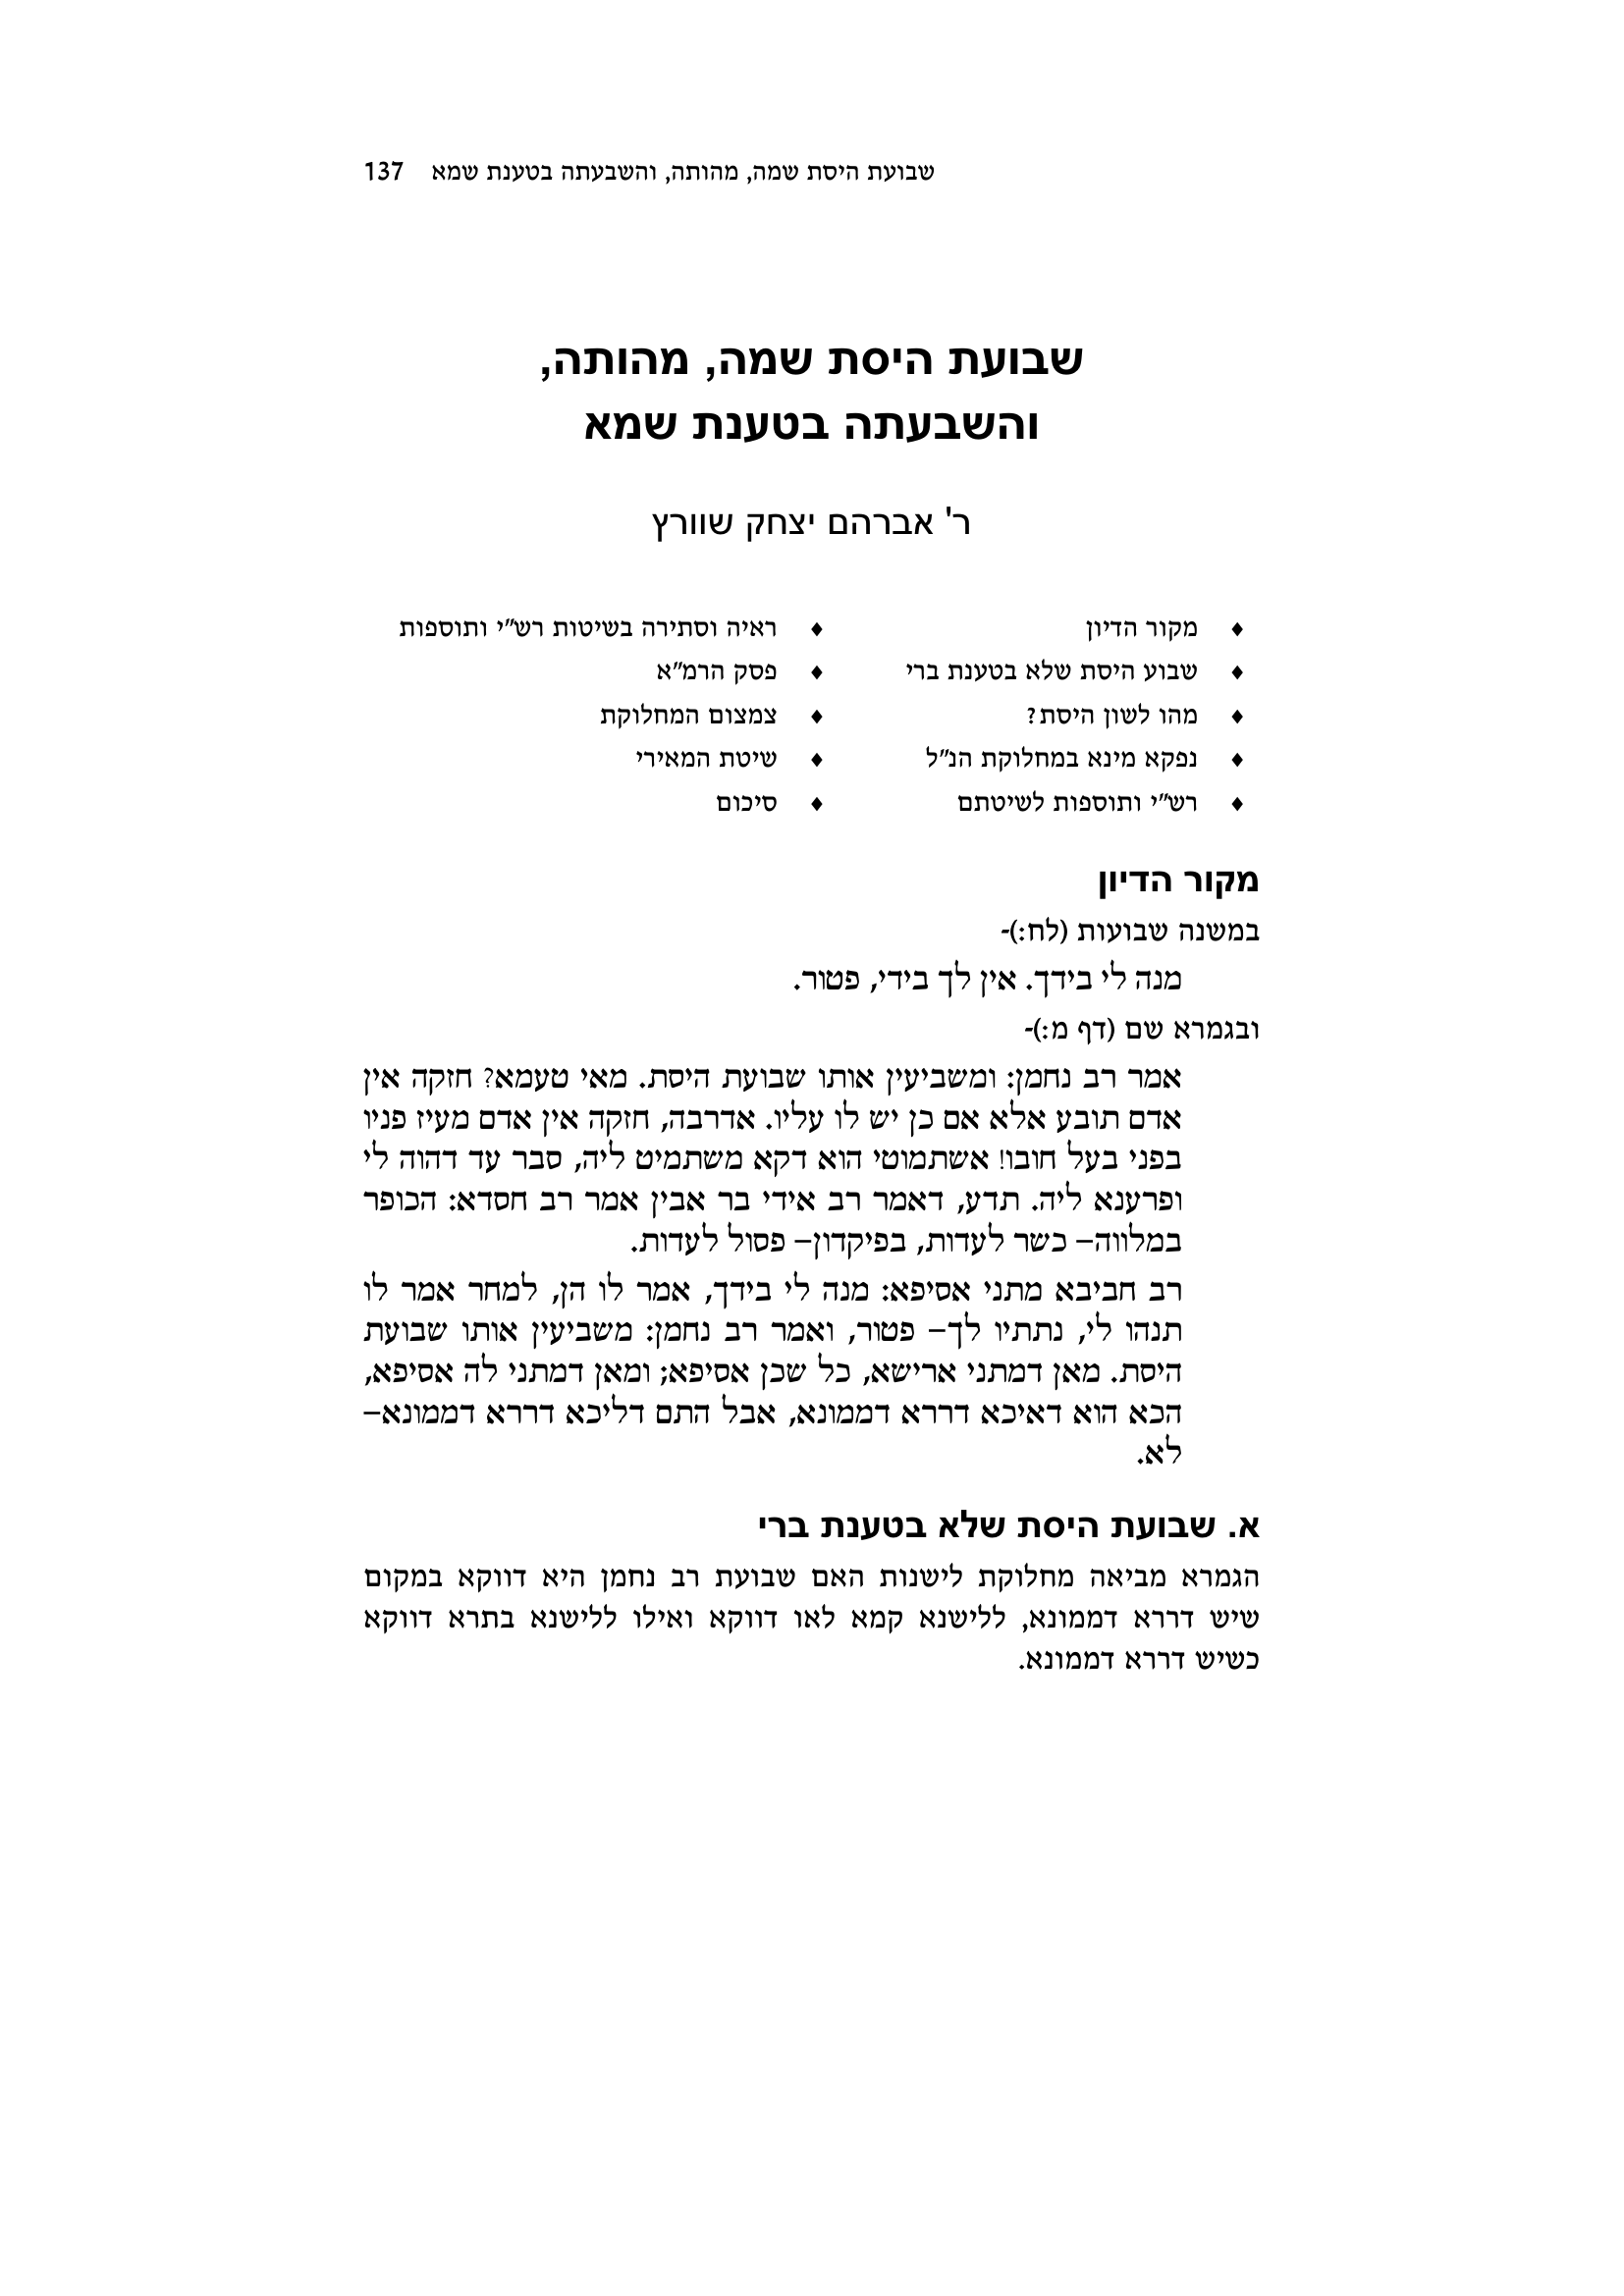 שבועת היסת שמה, מהותה, והשבעתה בטענת שמא 137
שבועת היסת שמה, מהותה,
והשבעתה בטענת שמא
ר' אברהם יצחק שוורץ
♦ מקור הדיון
♦ שבוע היסת שלא בטענת ברי
♦ מהו לשון היסת?
♦ נפקא מינא במחלוקת הנ"ל
♦ רש"י ותוספות לשיטתם
♦ ראיה וסתירה בשיטות רש"י ותוספות
♦ פסק הרמ"א
♦ צמצום המחלוקת
♦ שיטת המאירי
♦ סיכום
מקור הדיון
במשנה שבועות (לח:)-
מנה לי בידך. אין לך בידי, פטור.
ובגמרא שם (דף מ:)-
אמר רב נחמן: ומשביעין אותו שבועת היסת. מאי טעמא? חזקה אין
אדם תובע אלא אם כן יש לו עליו. אדרבה, חזקה אין אדם מעיז פניו
בפני בעל חובו! אשתמוטי הוא דקא משתמיט ליה, סבר עד דהוה לי
ופרענא ליה. תדע, דאמר רב אידי בר אבין אמר רב חסדא: הכופר
במלווה– כשר לעדות, בפיקדון– פסול לעדות.
רב חביבא מתני אסיפא: מנה לי בידך, אמר לו הן, למחר אמר לו
תנהו לי, נתתיו לך– פטור, ואמר רב נחמן: משביעין אותו שבועת
היסת. מאן דמתני ארישא, כל שכן אסיפא; ומאן דמתני לה אסיפא,
הכא הוא דאיכא דררא דממונא, אבל התם דליכא דררא דממונא–
לא.
א. שבועת היסת שלא בטענת ברי
הגמרא מביאה מחלוקת לישנות האם שבועת רב נחמן היא דווקא במקום
שיש דררא דממונא, ללישנא קמא לאו דווקא ואילו ללישנא בתרא דווקא
כשיש דררא דממונא.